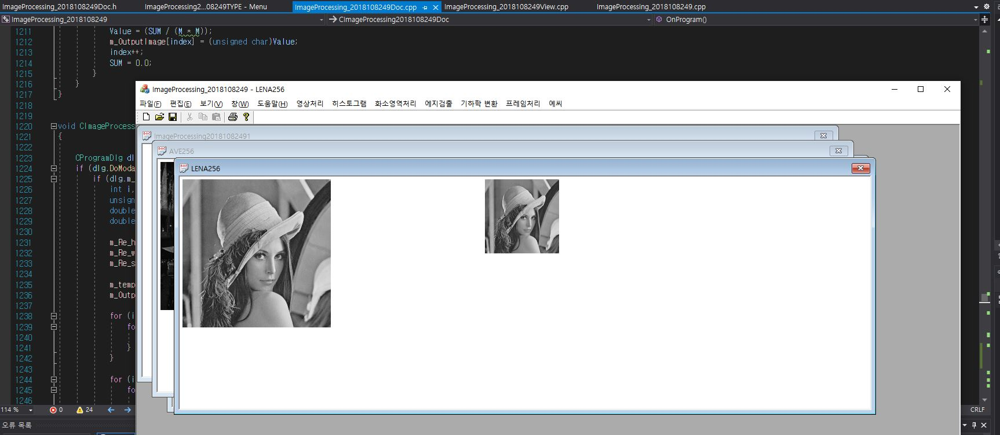 ImageProcessing_2018108249Doc.h ImageProcessing2...08249TYPE - Menu ImageProcessing_2018108249Doc.cpp ImageProcessing_2018108249View.cpp ImageProcessing_2018108249.cpp
ImageProcessing_2018108249 CImageProcessing2018108249Doc OnProgram()
1211 Value = (SUM / (M * M));
1212 m_OutputImage[index] = (unsigned char)Value;
1213 index++;
1214 SUM = 0.0;
1215 }
1216 }
1217 }
1218
1219
1220 void CImageProcess
1221 {
1222
1223 CProgramDlg dl
1224 if (dlg.DoModa
1225 if (dlg.m_
1226 int i,
1227 unsign
1228 double
1229 double
1230
1231 m_Re_h
1232 m_Re_w
1233 m_Re_s
1234
1235 m_temp
1236 m_Outp
1237
1238 for (i
1239 fo
1240
1241 }
1242 }
1243
1244 for (i
1245 fo
1246
ImageProcessing_2018108249 - LENA256
파일(F) 편집(E) 보기(V) 창(W) 도움말(H) 영상처리 히스토그램 화소영역처리 에지검출 기하학 변환 프레임처리 예씨
ImageProcessing20181082491
AVE256
LENA256
114 % 0 24 CRLF
오류 목록